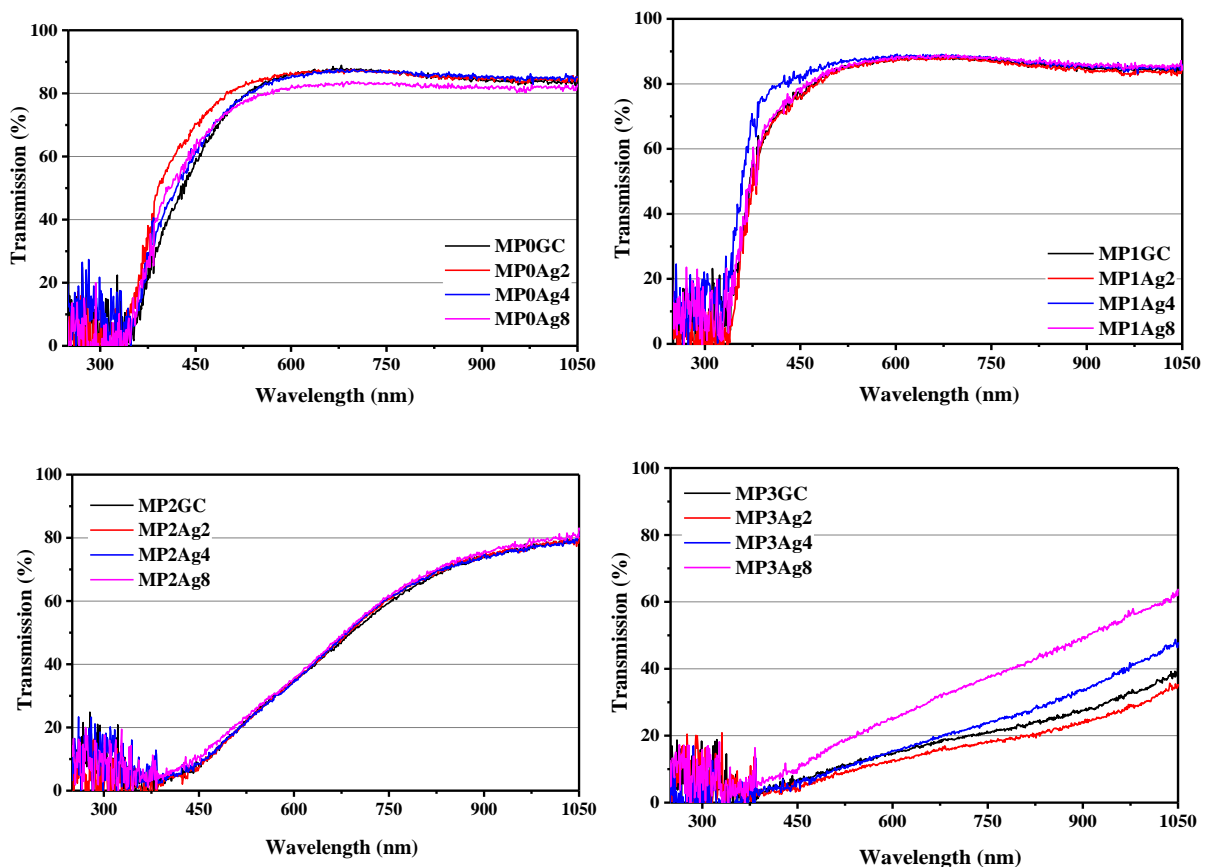 100
80
60
40
20
0
Transmission (%)
MP0GC
MP0Ag2
MP0Ag4
MP0Ag8
300 450 600 750 900 1050
Wavelength (nm)
100
80
60
40
20
0
Transmission (%)
MP1GC
MP1Ag2
MP1Ag4
MP1Ag8
300 450 600 750 900 1050
Wavelength (nm)
100
80
60
40
20
0
Transmission (%)
MP2GC
MP2Ag2
MP2Ag4
MP2Ag8
300 450 600 750 900 1050
Wavelength (nm)
100
80
60
40
20
0
Transmission (%)
MP3GC
MP3Ag2
MP3Ag4
MP3Ag8
300 450 600 750 900 1050
Wavelength (nm)